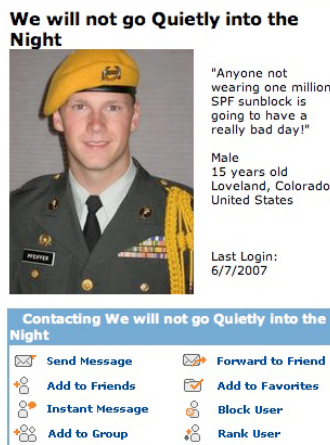 We will not go Quietly into the
Night
"Anyone not
wearing one million
SPF sunblock is
going to have a
really bad day!"
Male
15 years old
Loveland, Colorado
United States
Last Login:
6/7/2007
PFEIFFER
Contacting We will not go Quietly into the
Night
Send Message
Forward to Friend
Add to Friends
Add to Favorites
Instant Message
Block User
Add to Group
Rank User